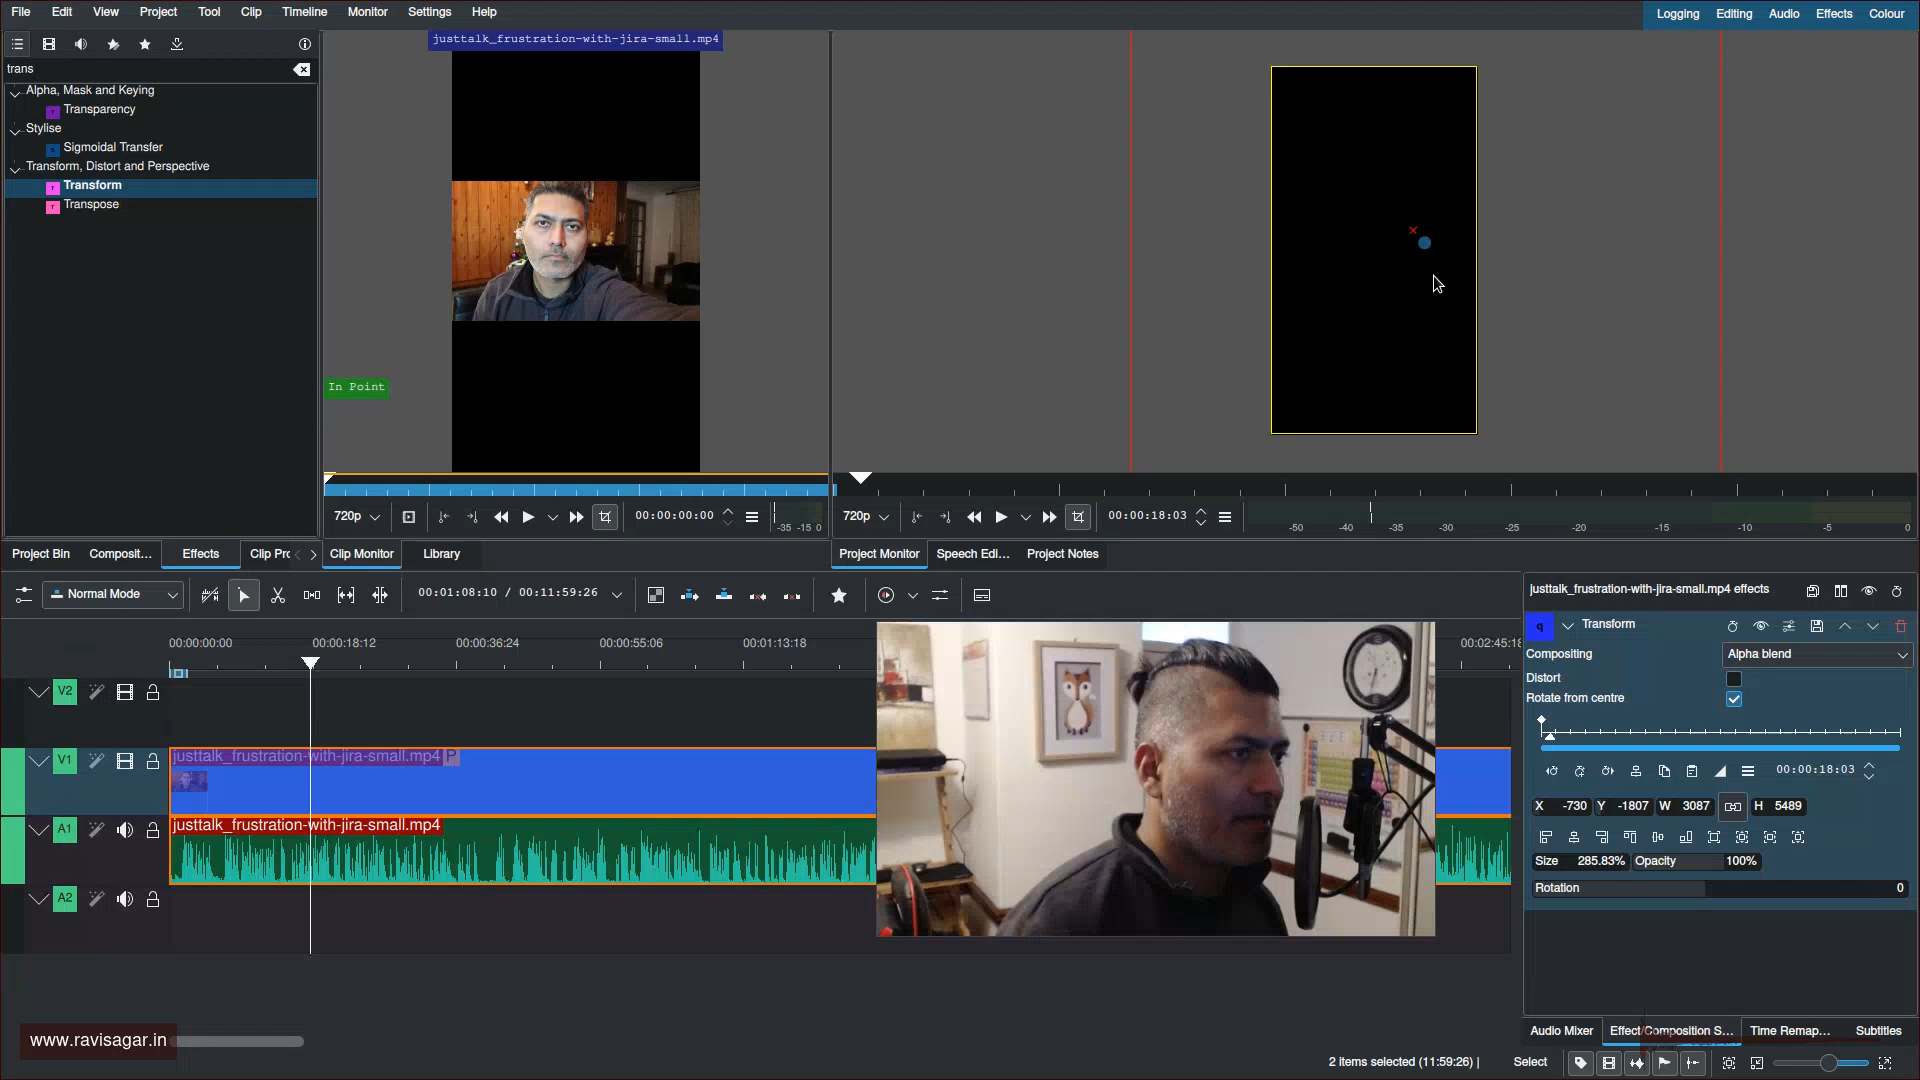 File Edit View Project Tool Clip Timeline Monitor Settings Help
Logging Editing Audio Effects Colour
justtalk_frustration-with-jira-small.mp4
trans
Alpha, Mask and Keying
Transparency
Stylise
Sigmoidal Transfer
Transform, Distort and Perspective
Transform
Transpose
In Point
720p 00:00:00:00 -35 -15 0
720p 00:00:18:03 -50 -40 -35 -30 -25 -20 -15 -10 -5 0
Project Bin Composit... Effects Clip Pro Clip Monitor Library
Project Monitor Speech Edi... Project Notes
Normal Mode 00:01:08:10 / 00:11:59:26
00:00:00:00 00:00:18:12 00:00:36:24 00:00:55:06 00:01:13:18 00:02:45:18
V2
V1 justtalk_frustration-with-jira-small.mp4 P
A1 justtalk_frustration-with-jira-small.mp4
A2
justtalk_frustration-with-jira-small.mp4 effects
q Transform
Compositing Alpha blend
Distort
Rotate from centre
00:00:18:03
X -730 Y -1807 W 3087 H 5489
Size 285.83% Opacity 100%
Rotation 0
Audio Mixer Effect/Composition S... Time Remap... Subtitles
www.ravisagar.in
2 items selected (11:59:26) | Select